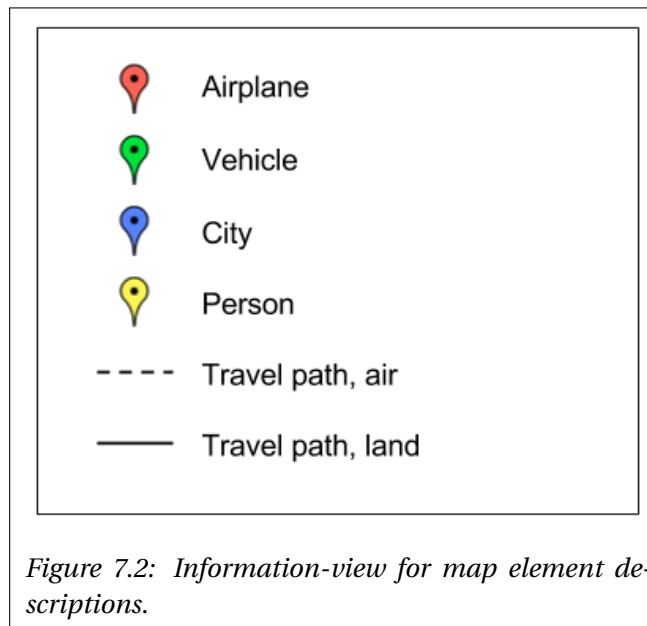 Airplane
Vehicle
City
Person
Travel path, air
Travel path, land
Figure 7.2: Information-view for map element de-
scriptions.